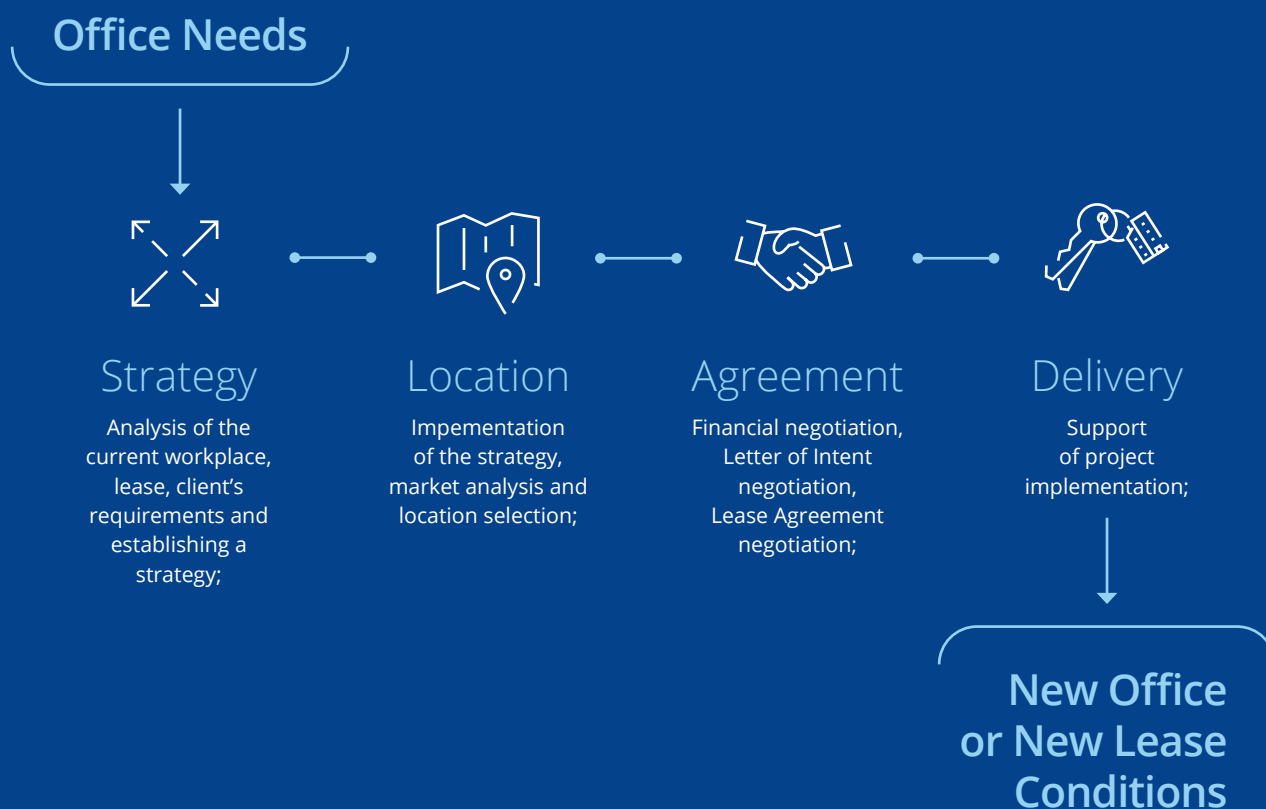 Office Needs
Strategy
Analysis of the
current workplace,
lease, client’s
requirements and
establishing a
strategy;
Location
Impementation
of the strategy,
market analysis and
location selection;
Agreement
Financial negotiation,
Letter of Intent
negotiation,
Lease Agreement
negotiation;
Delivery
Support
of project
implementation;
New Office
or New Lease
Conditions